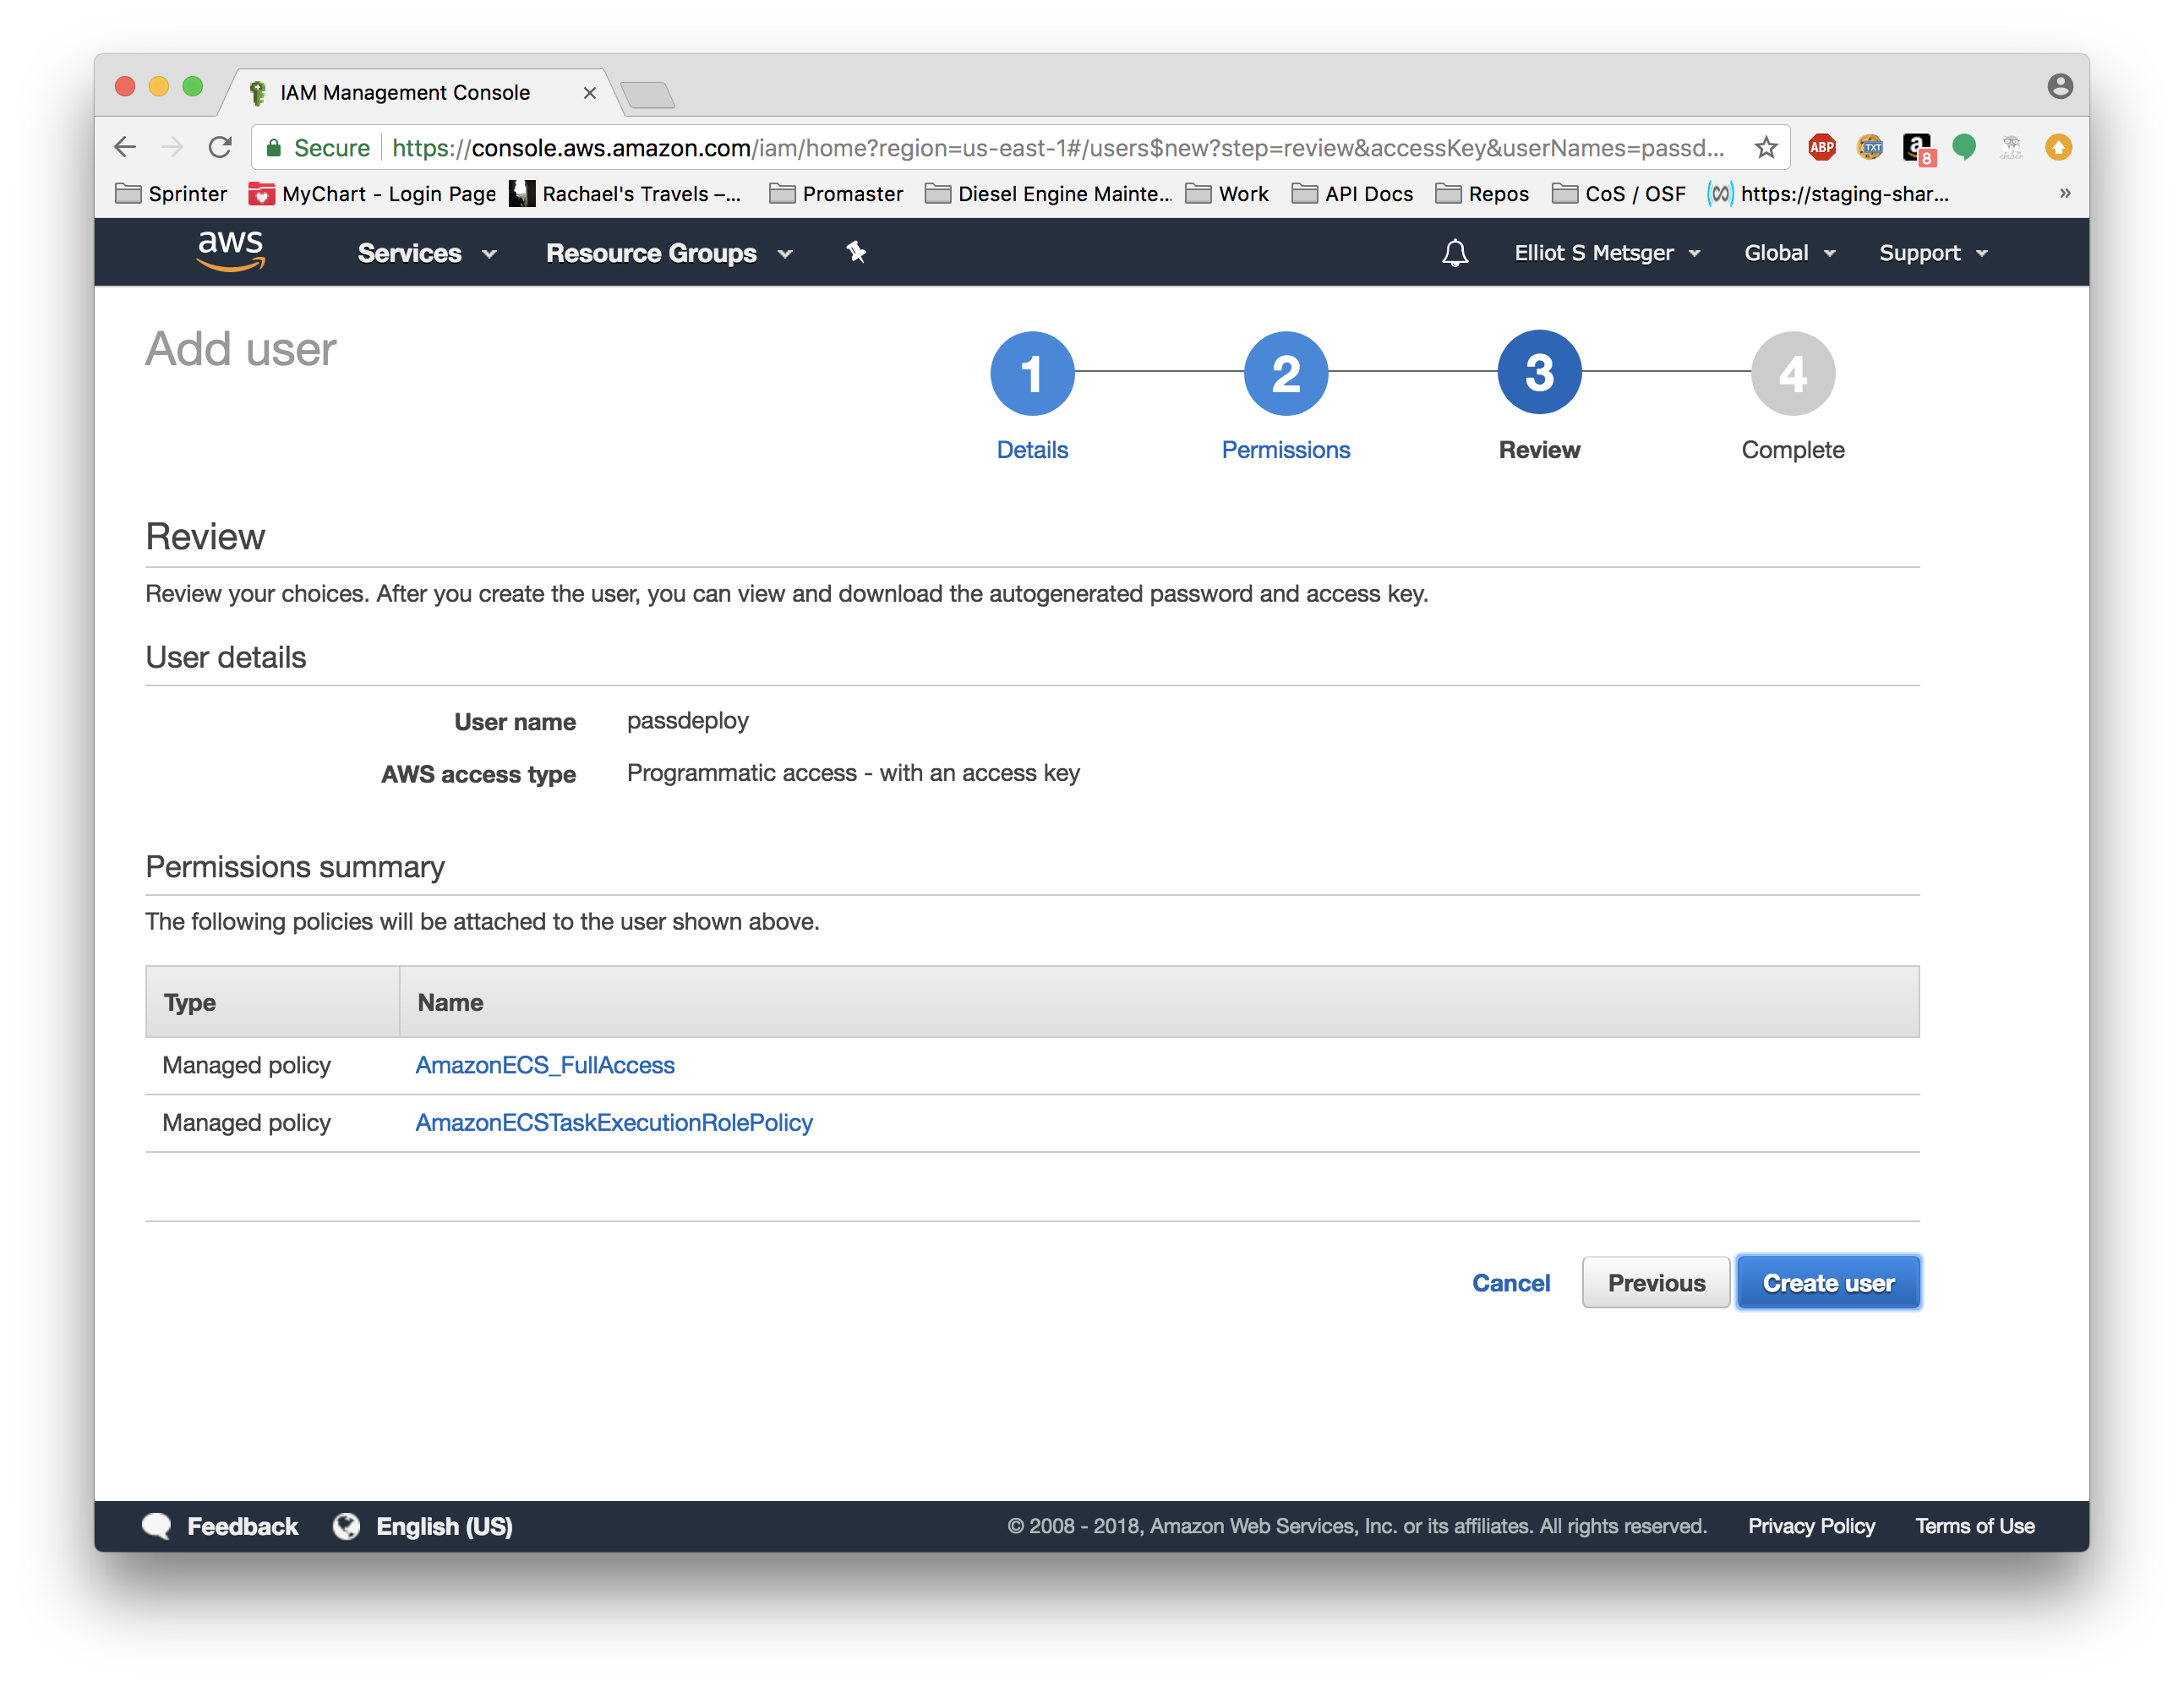 IAM Management Console
Secure https://console.aws.amazon.com/iam/home?region=us-east-1#/users$new?step=review&accessKey&userNames=passd...
ABP TXT a 8
Sprinter MyChart - Login Page Rachael's Travels –... Promaster Diesel Engine Mainte... Work API Docs Repos CoS / OSF https://staging-shar... »
aws Services Resource Groups Elliot S Metsger Global Support
Add user
1 2 3 4
Details Permissions Review Complete
Review
Review your choices. After you create the user, you can view and download the autogenerated password and access key.
User details
User name passdeploy
AWS access type Programmatic access - with an access key
Permissions summary
The following policies will be attached to the user shown above.
Type Name
Managed policy AmazonECS_FullAccess
Managed policy AmazonECSTaskExecutionRolePolicy
Cancel Previous Create user
Feedback English (US) © 2008 - 2018, Amazon Web Services, Inc. or its affiliates. All rights reserved. Privacy Policy Terms of Use